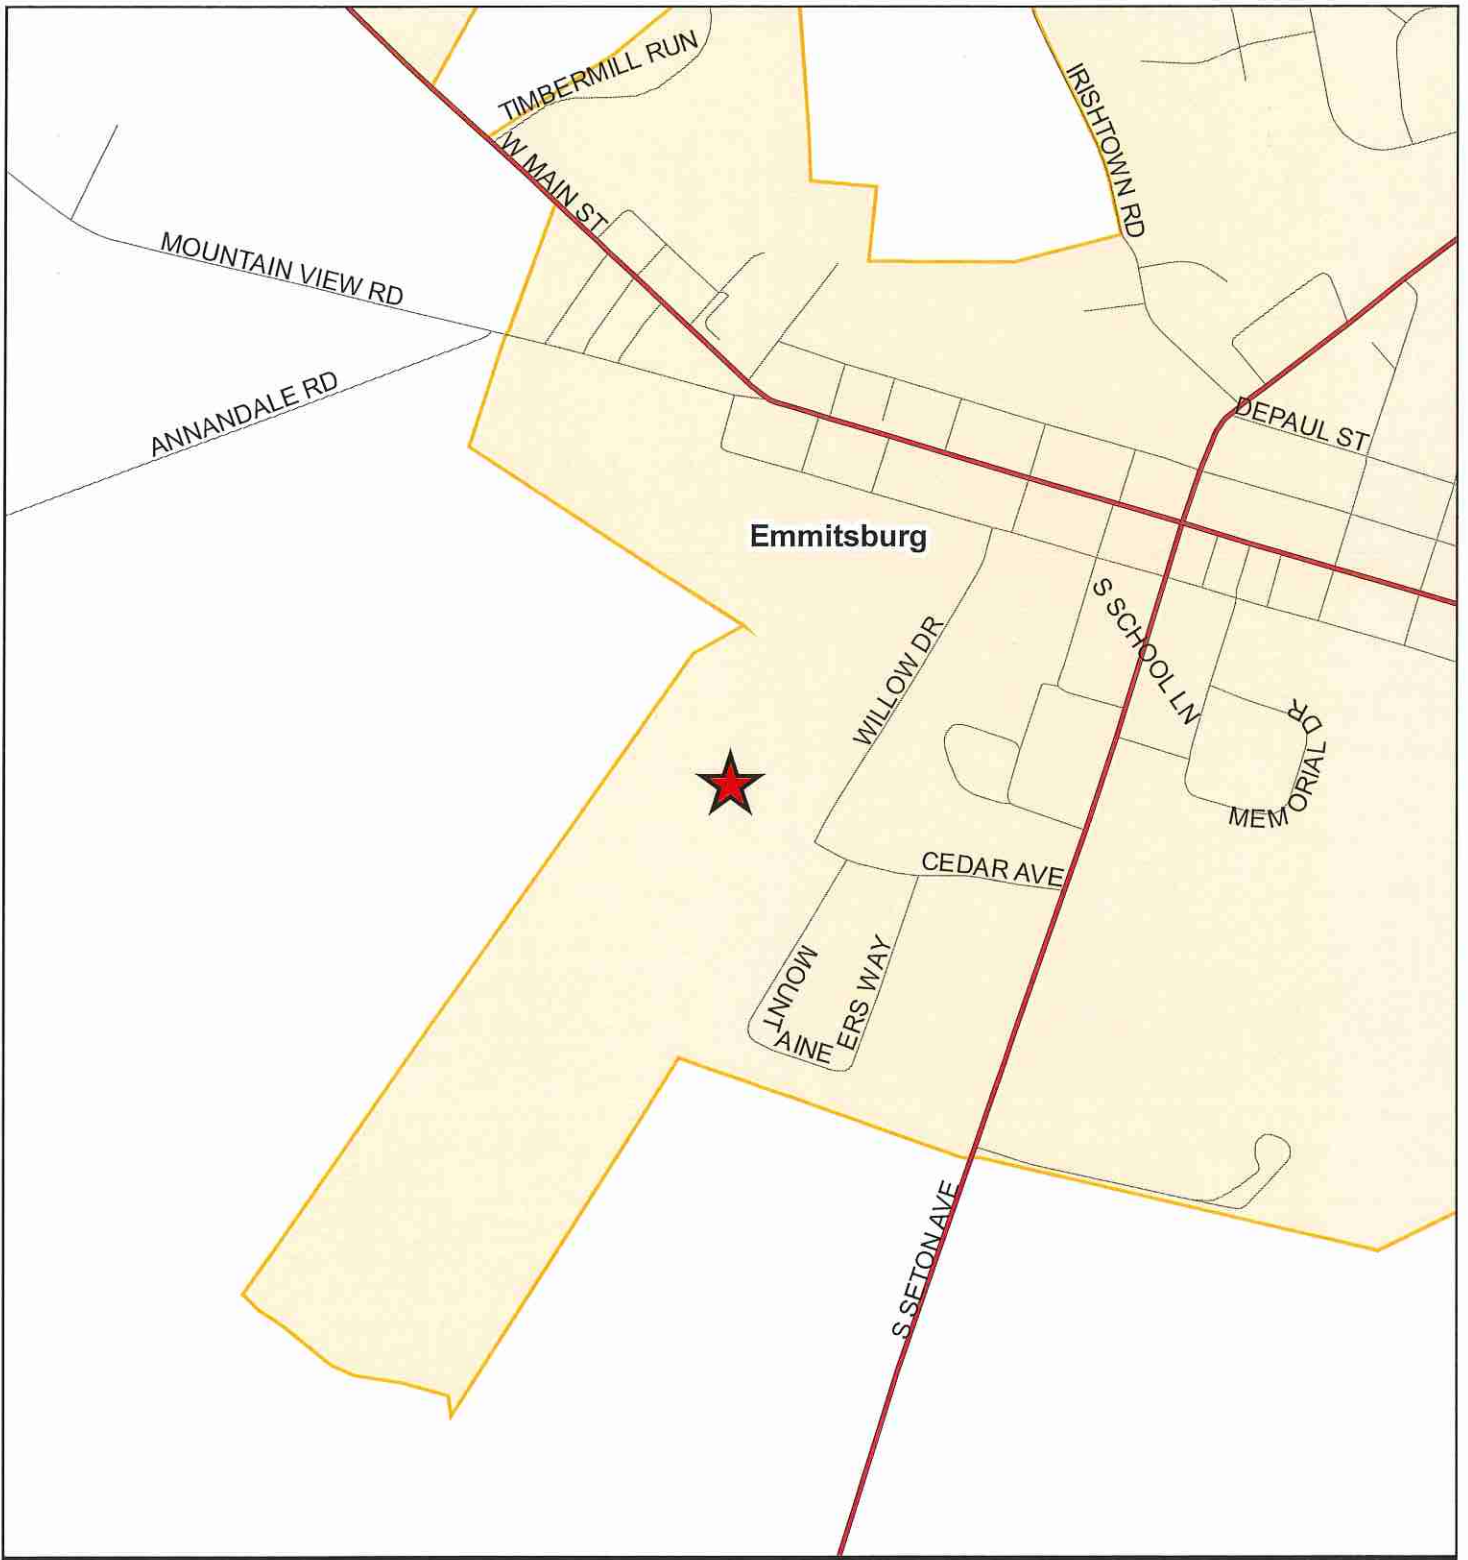 TIMBERMILL RUN
IRISHTOWN RD
W MAIN ST
MOUNTAIN VIEW RD
ANNANDALE RD
DEPAUL ST
Emmitsburg
S SCHOOL LN
WILLOW DR
MEMORIAL DR
CEDAR AVE
MOUNTAINEERS WAY
S SETON AVE